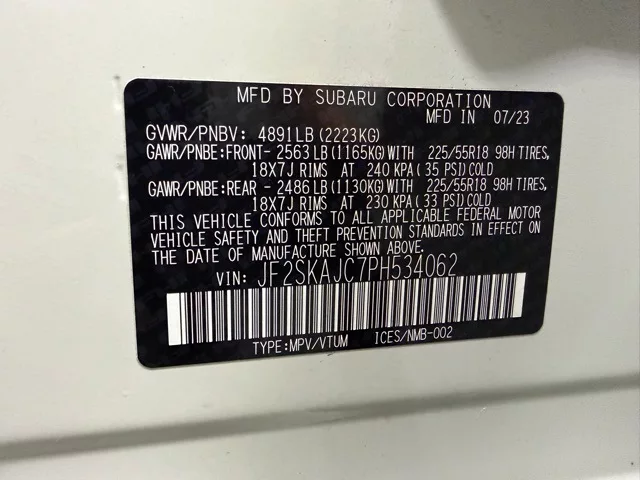 MFD BY SUBARU CORPORATION
MFD IN 07/23
GVWR/PNBV: 4891LB(2223KG)
GAWR/PNBE:FRONT- 2563LB(1165KG)WITH 225/55R18 98H TIRES,
18X7J RIMS AT 240 KPA(35 PSI)COLD
GAWR/PNBE:REAR - 2486LB(1130KG)WITH 225/55R18 98H TIRES,
18X7J RIMS AT 230 KPA(33 PSI)COLD
THIS VEHICLE CONFORMS TO ALL APPLICABLE FEDERAL MOTOR
VEHICLE SAFETY AND THEFT PREVENTION STANDARDS IN EFFECT
ON THE DATE OF MANUFACTURE SHOWN ABOVE.
VIN: JF2SKAJC7PH534062
TYPE:MPV/VTUM ICES/NMB-002